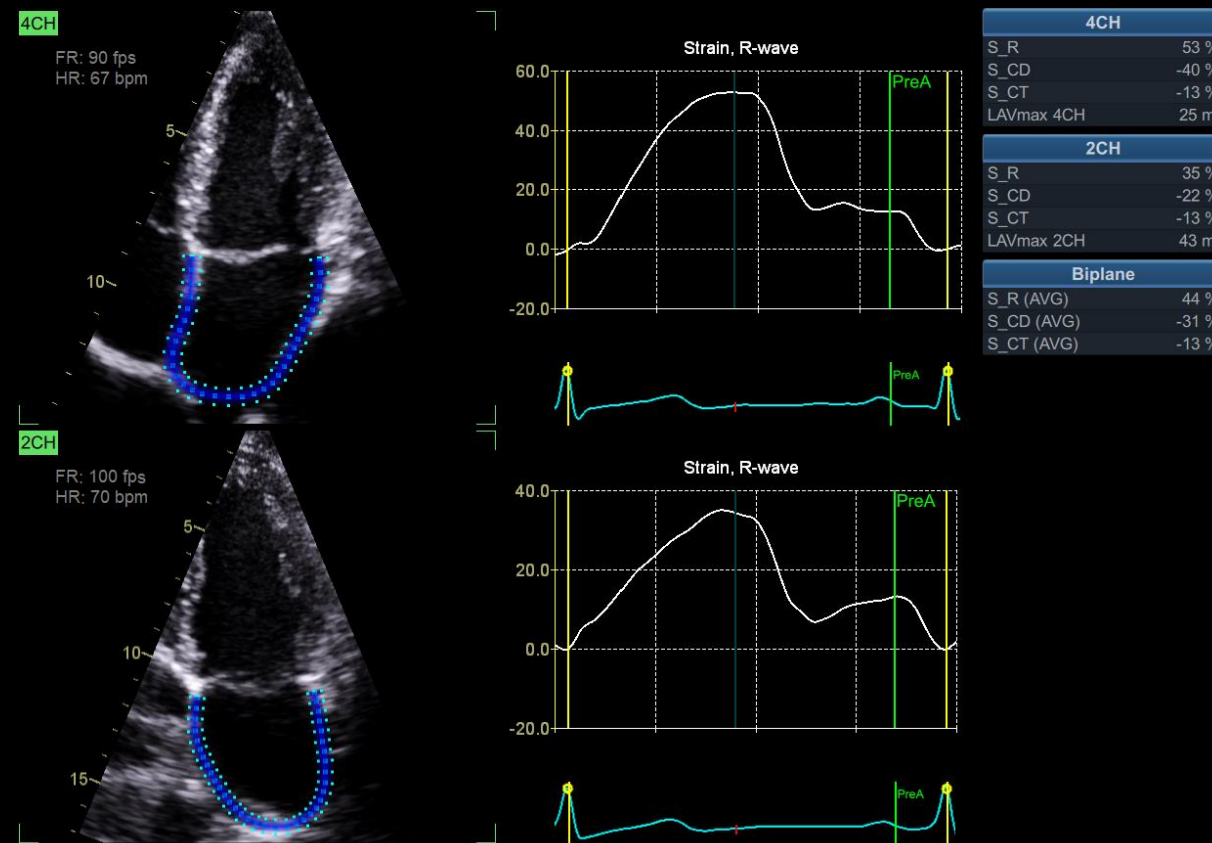 4CH
FR: 90 fps
HR: 67 bpm
5
10
Strain, R-wave
60.0
40.0
20.0
0.0
-20.0
PreA
PreA
4CH
S_R 53 %
S_CD -40 %
S_CT -13 %
LAVmax 4CH 25 m
2CH
S_R 35 %
S_CD -22 %
S_CT -13 %
LAVmax 2CH 43 m
Biplane
S_R (AVG) 44 %
S_CD (AVG) -31 %
S_CT (AVG) -13 %
2CH
FR: 100 fps
HR: 70 bpm
5
10
15
Strain, R-wave
40.0
20.0
0.0
-20.0
PreA
PreA